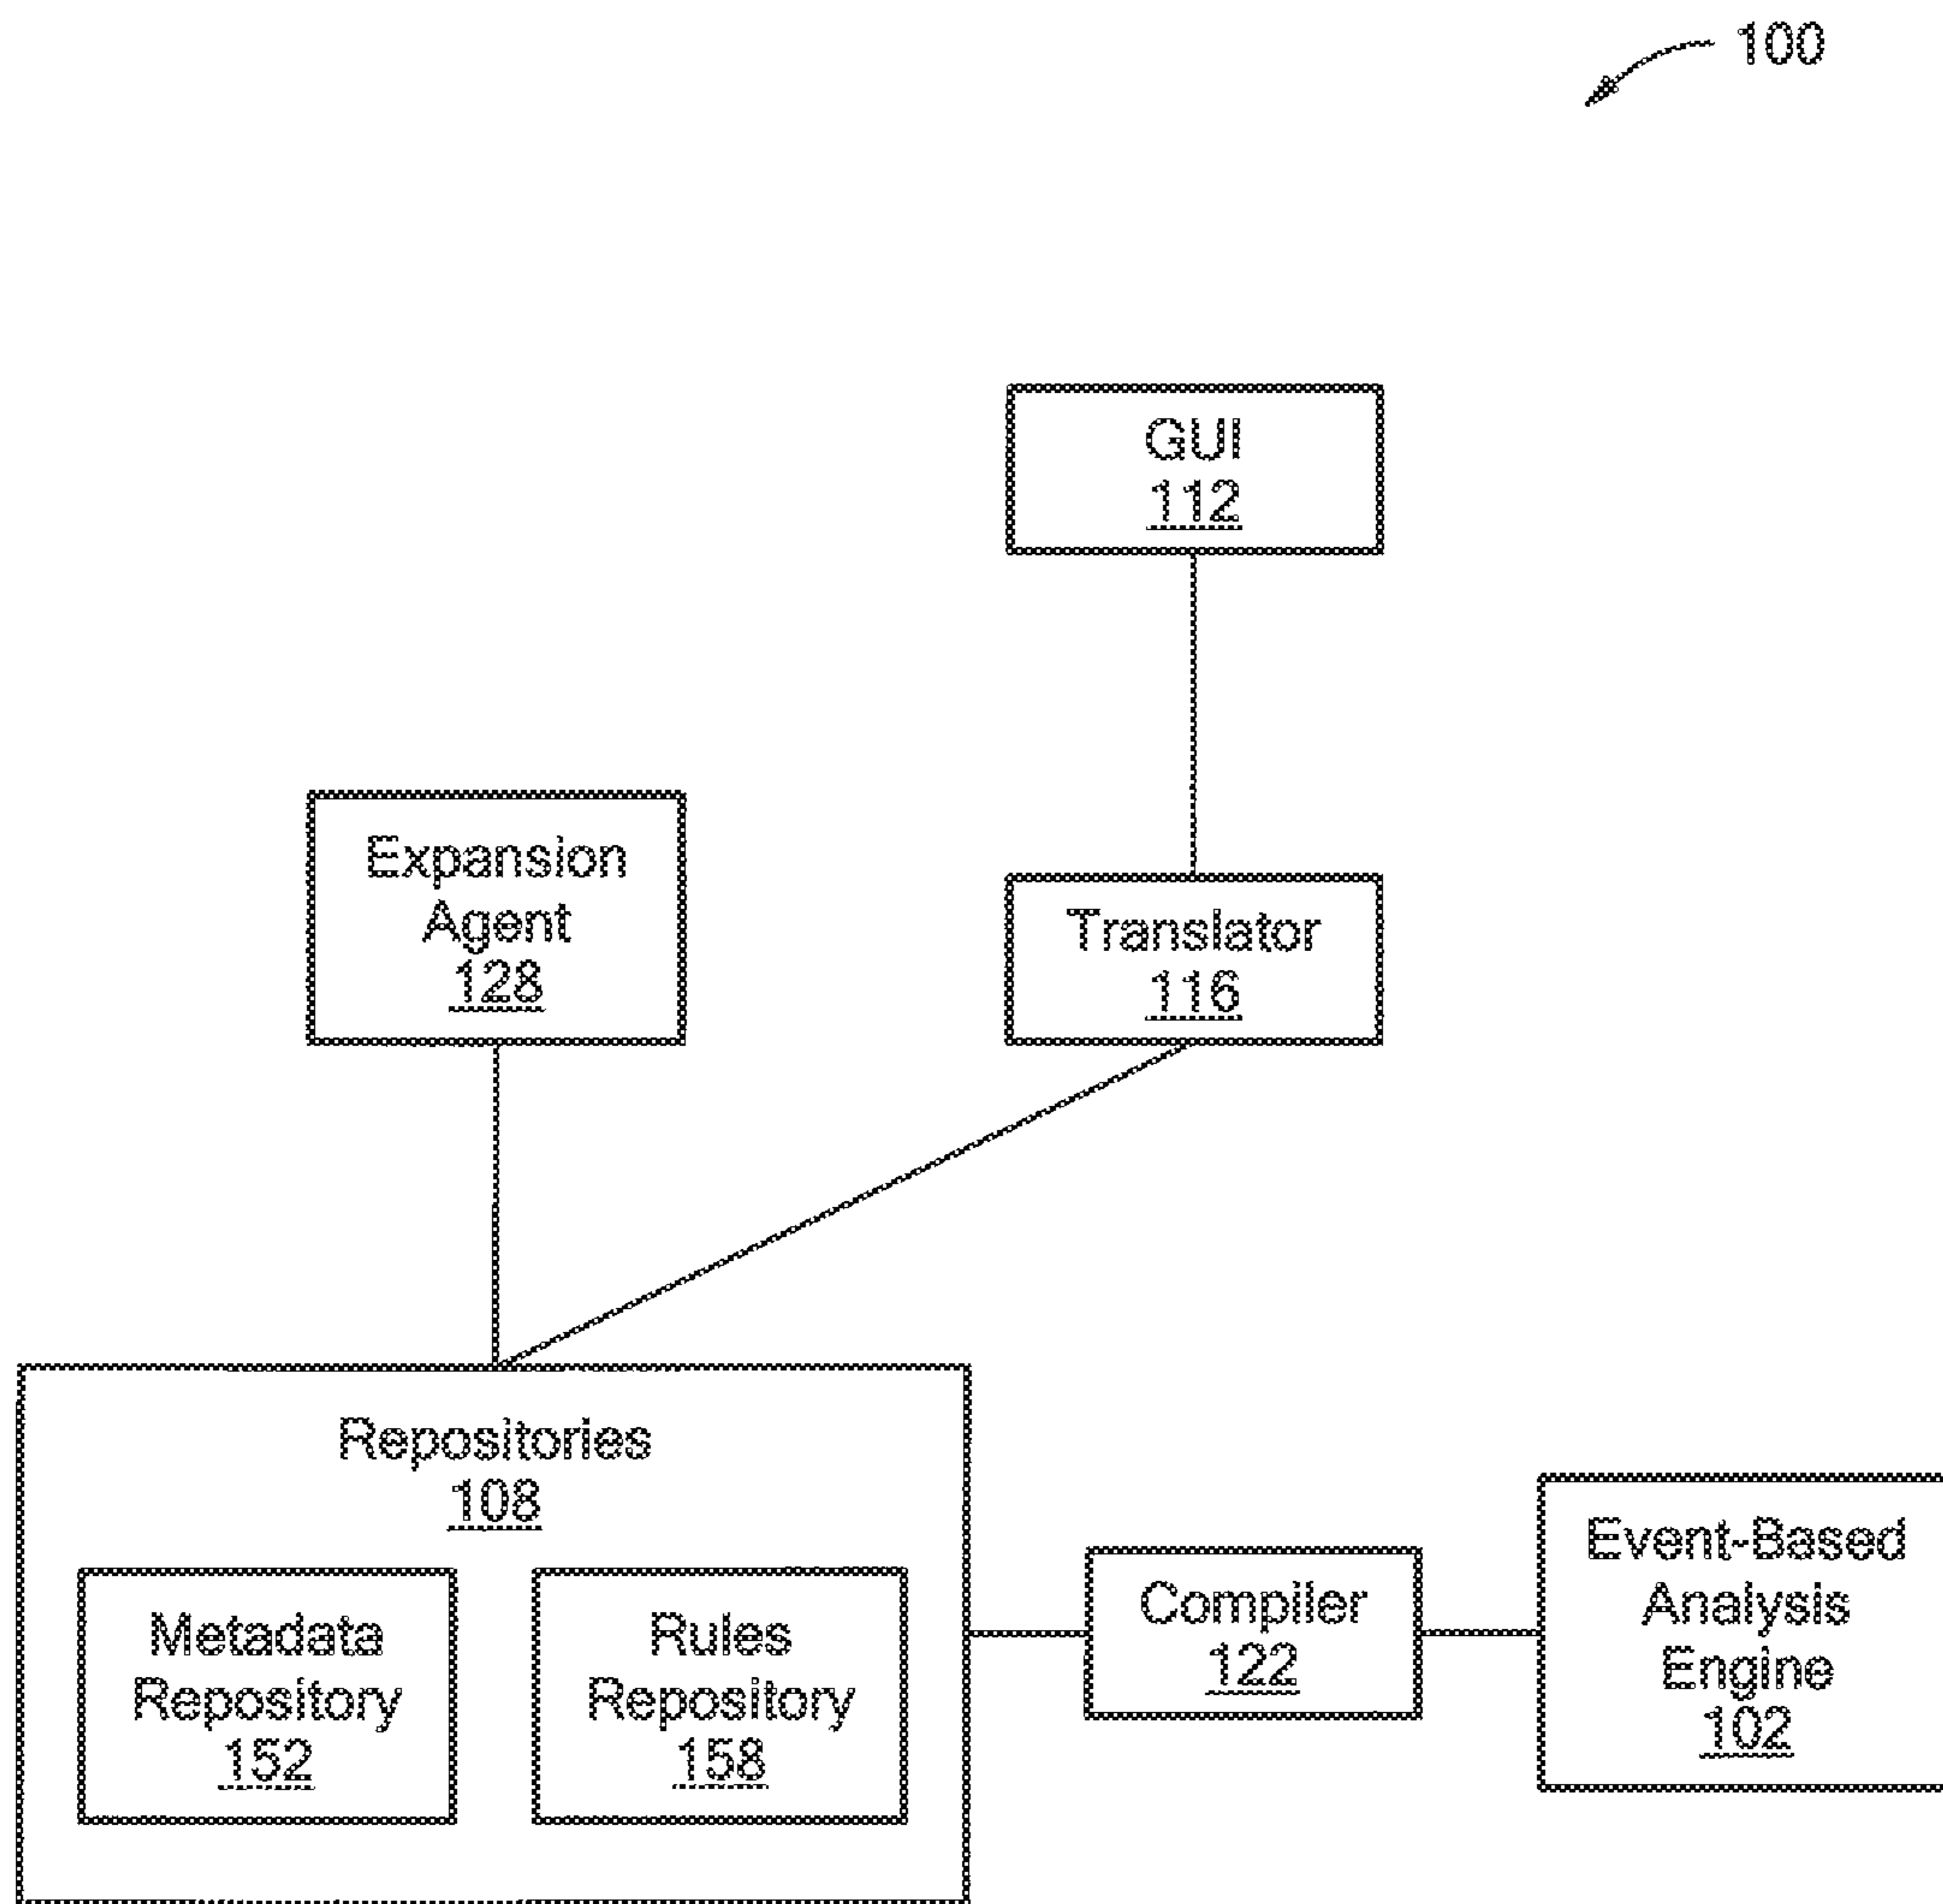 100
GUI
112
Expansion
Agent
128
Translator
116
Repositories
108
Metadata
Repository
152
Rules
Repository
158
Compiler
122
Event-Based
Analysis
Engine
102